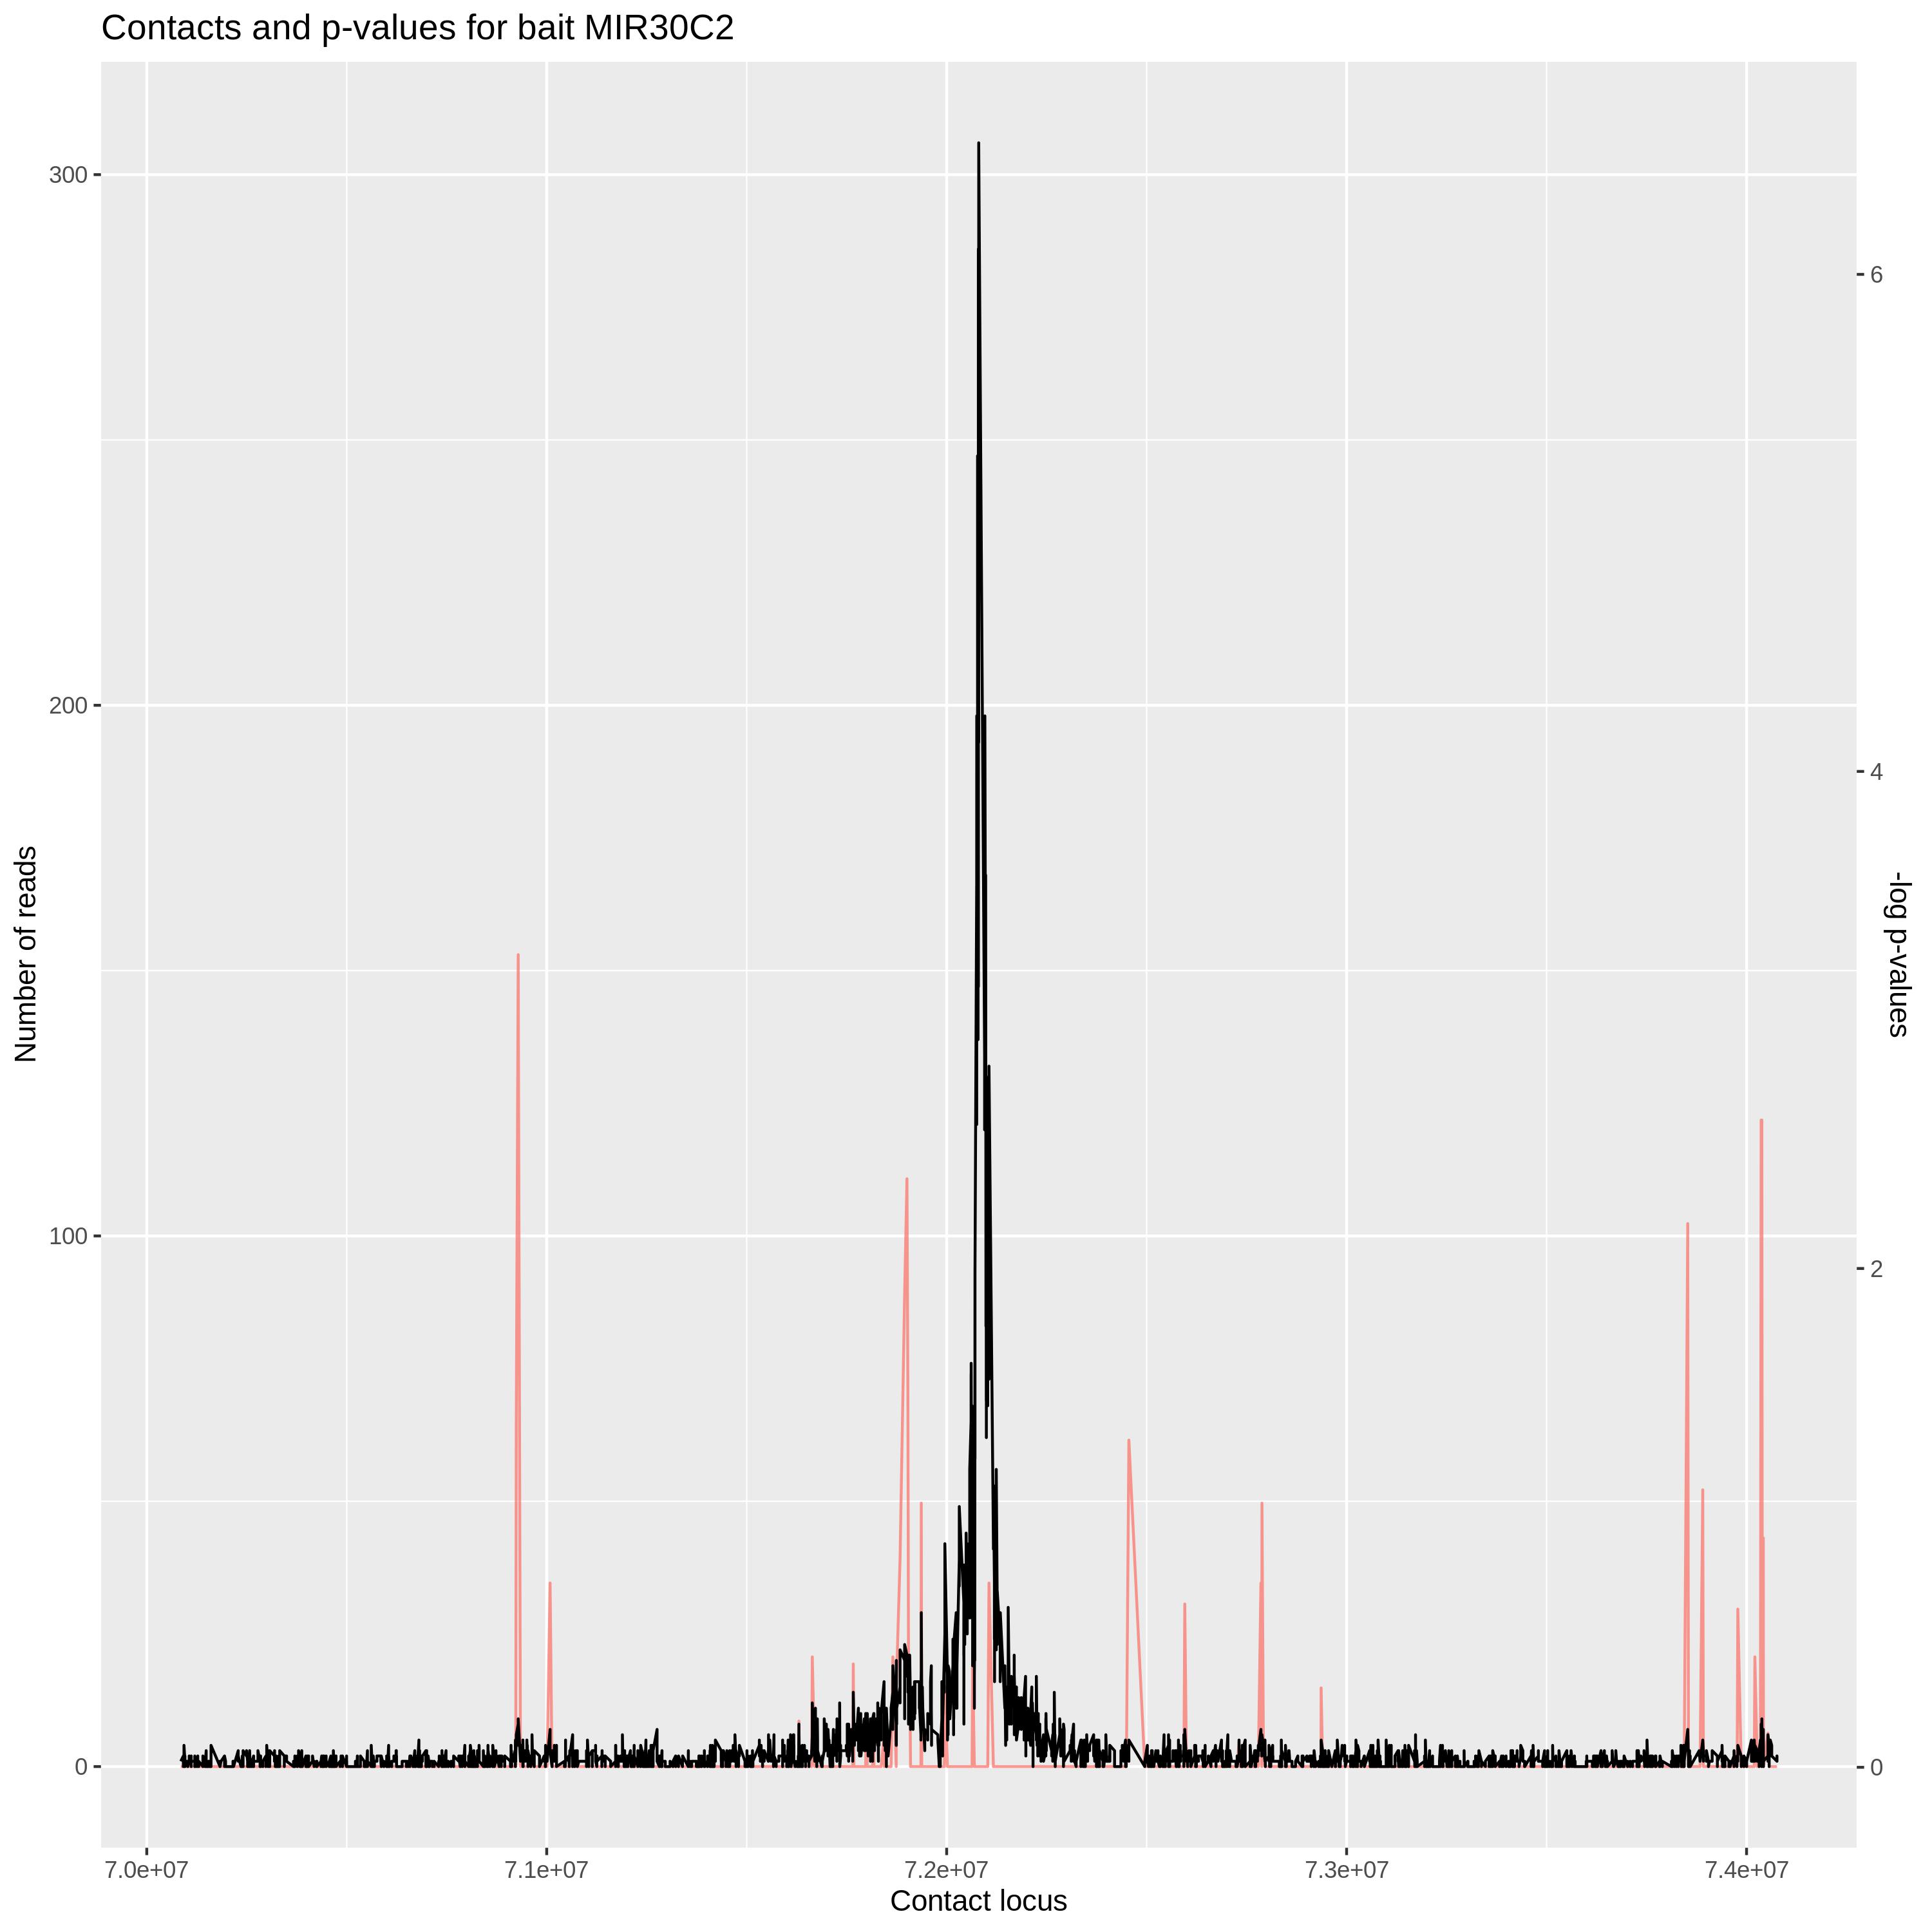 Contacts and p-values for bait MIR30C2
300
200
100
0
Number of reads
6
4
2
0
-log p-values
7.0e+07 7.1e+07 7.2e+07 7.3e+07 7.4e+07
Contact locus